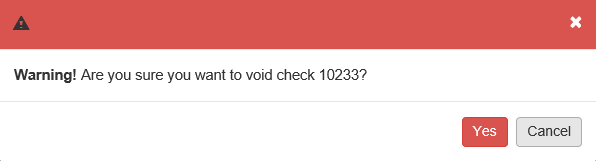 Warning! Are you sure you want to void check 10233?
Yes Cancel